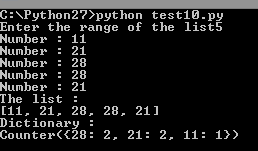 C:\Python27>python test10.py
Enter the range of the list5
Number : 11
Number : 21
Number : 28
Number : 28
Number : 21
The list :
[11, 21, 28, 28, 21]
Dictionary :
Counter({28: 2, 21: 2, 11: 1})